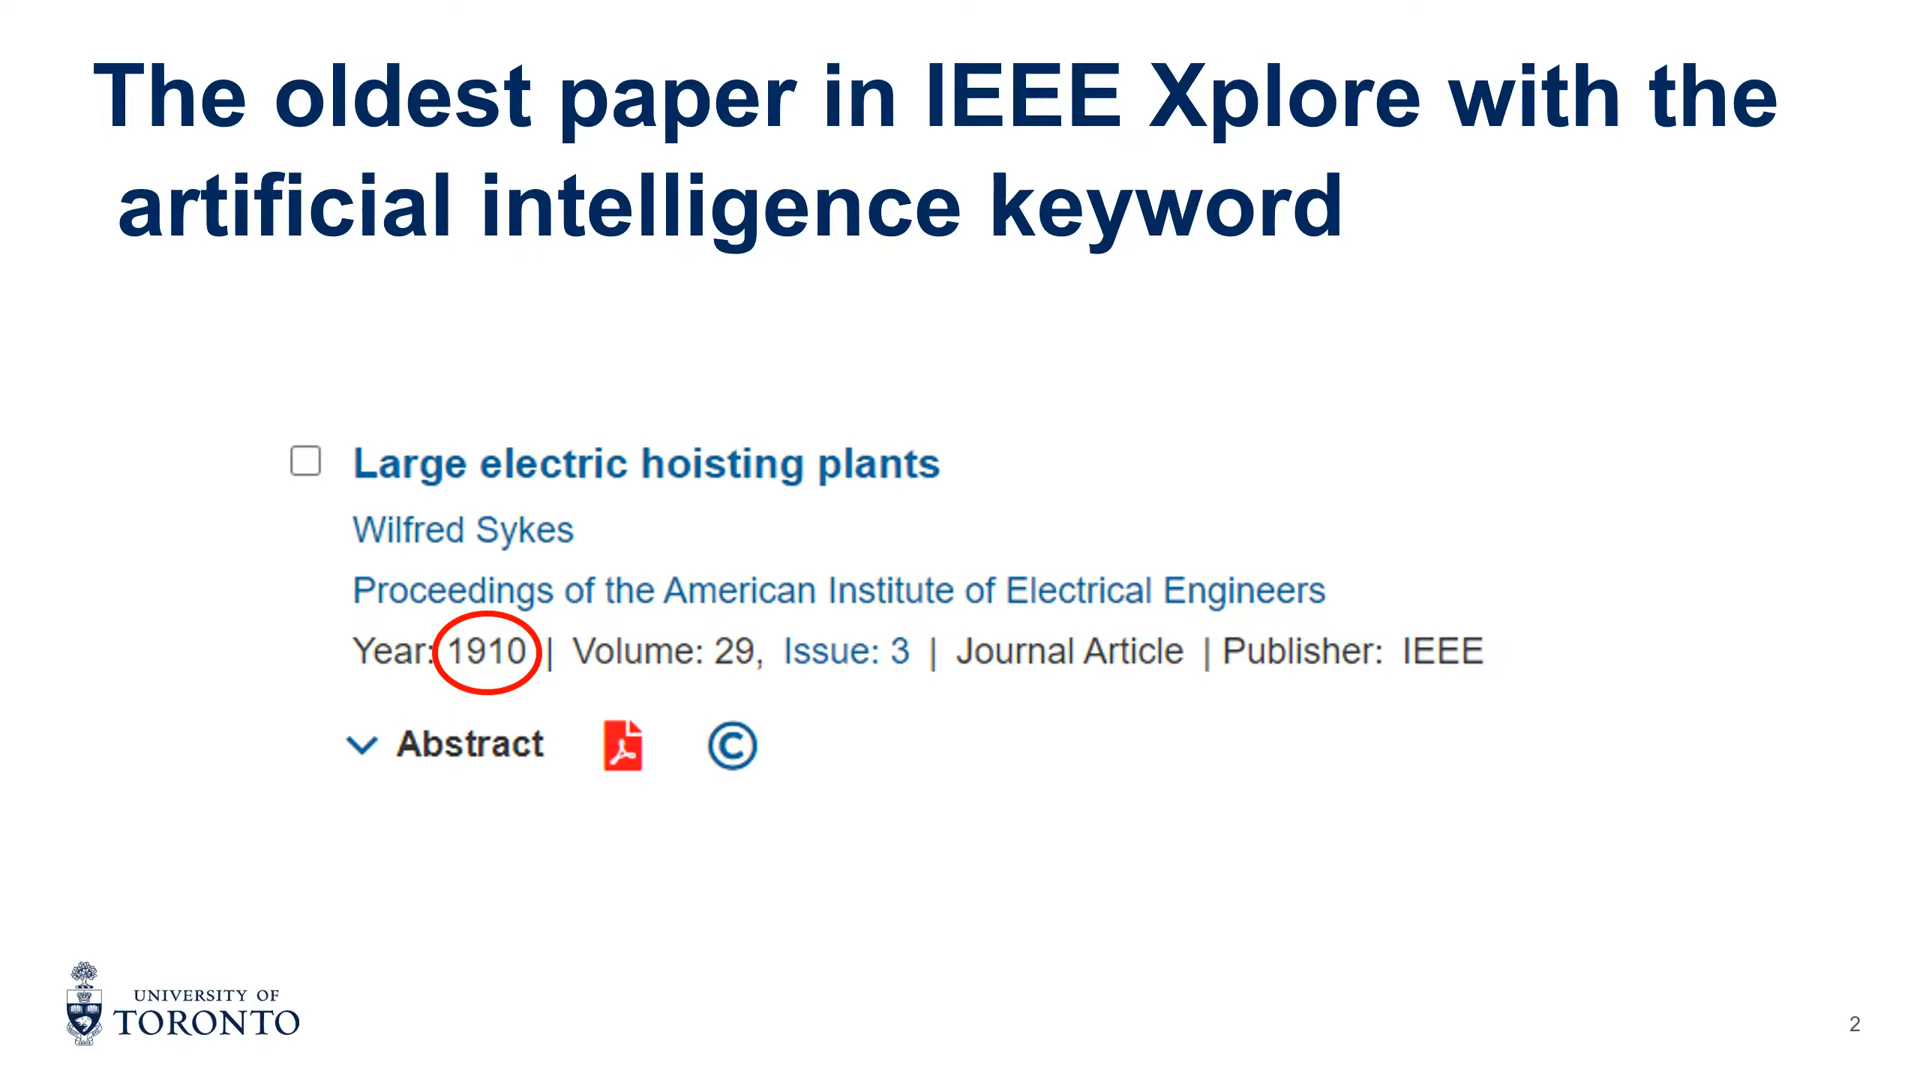 The oldest paper in IEEE Xplore with the
artificial intelligence keyword
Large electric hoisting plants
Wilfred Sykes
Proceedings of the American Institute of Electrical Engineers
Year: 1910 | Volume: 29, Issue: 3 | Journal Article | Publisher: IEEE
Abstract
©
UNIVERSITY OF
TORONTO
2